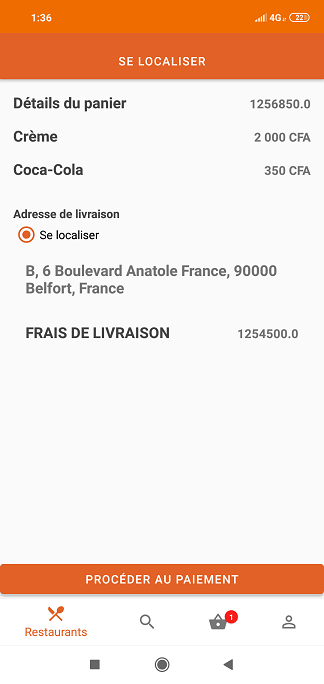 1:36
4G
22
SE LOCALISER
Détails du panier 1256850.0
Crème 2 000 CFA
Coca-Cola 350 CFA
Adresse de livraison
Se localiser
B, 6 Boulevard Anatole France, 90000
Belfort, France
FRAIS DE LIVRAISON 1254500.0
PROCÉDER AU PAIEMENT
1
Restaurants